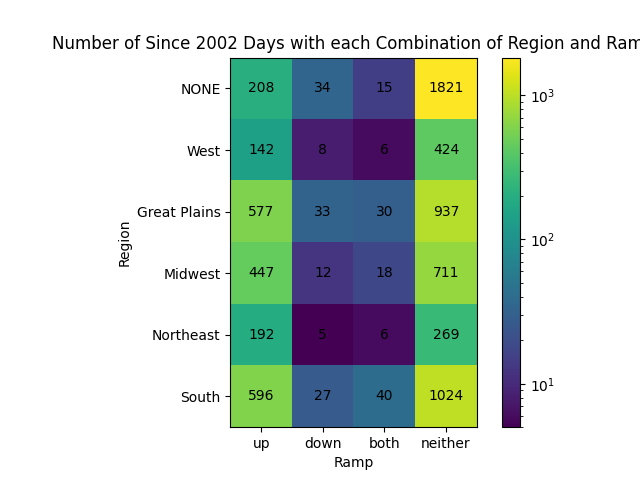 Number of Since 2002 Days with each Combination of Region and Ram
NONE 208 34 15 1821
West 142 8 6 424
Great Plains 577 33 30 937
Midwest 447 12 18 711
Northeast 192 5 6 269
South 596 27 40 1024
up down both neither
Ramp
Region
10³
10²
10¹